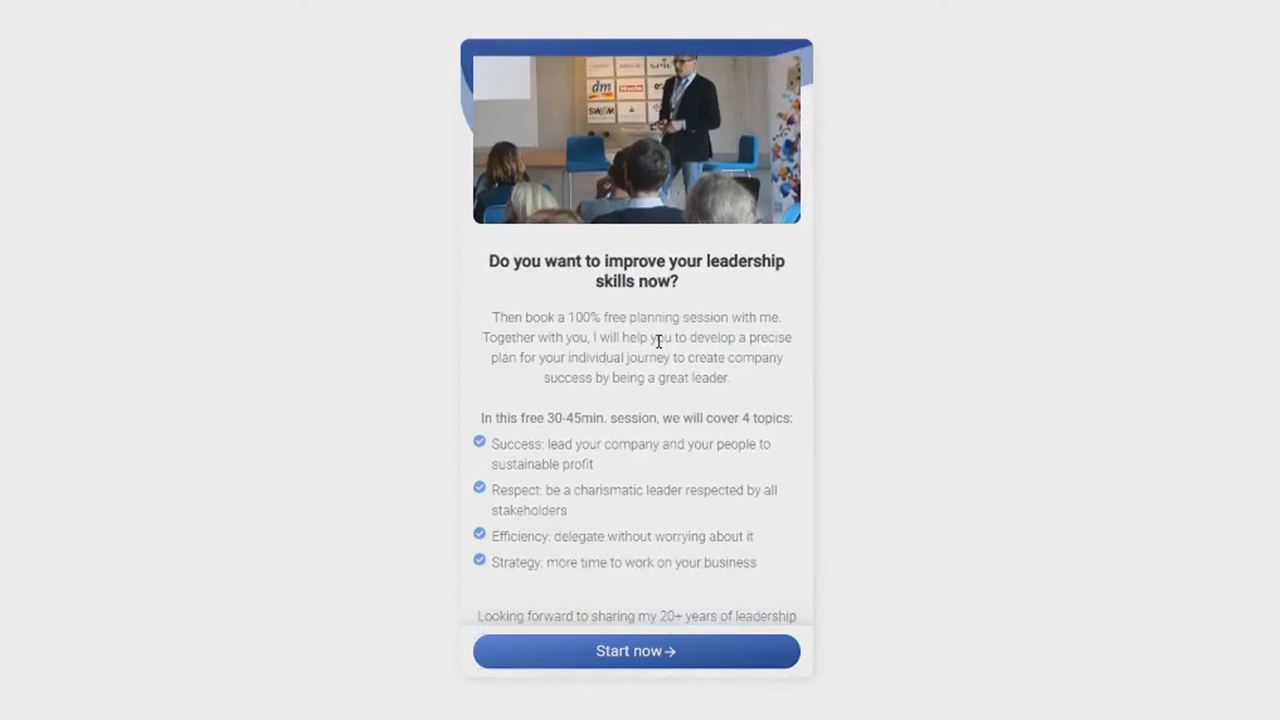 dm
Miele
Do you want to improve your leadership
skills now?
Then book a 100% free planning session with me.
Together with you, I will help you to develop a precise
plan for your individual journey to create company
success by being a great leader.
In this free 30-45min. session, we will cover 4 topics:
Success: lead your company and your people to
sustainable profit
Respect: be a charismatic leader respected by all
stakeholders
Efficiency: delegate without worrying about it
Strategy: more time to work on your business
Looking forward to sharing my 20+ years of leadership
Start now→